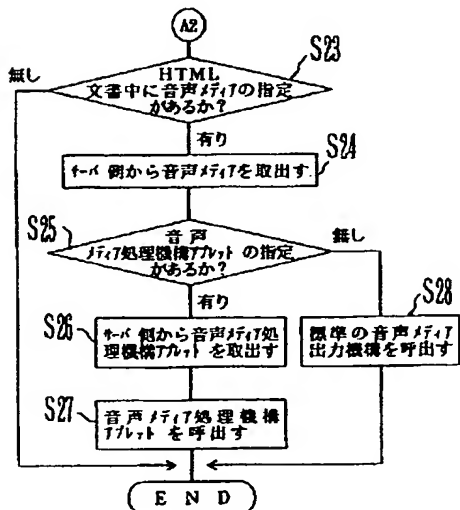 A2
S23
無し
HTML
文書中に音声メディアの指定
があるか?
有り
S24
サーバ側から音声メディアを取出す.
S25
音声
メディア処理機構アプレットの指定
があるか?
無し
有り
S26
サーバ側から音声メディア処
理機構アプレットを取出す
S28
標準の音声メディア
出力機構を呼出す
S27
音声メディア処理機構
アプレットを呼出す
END